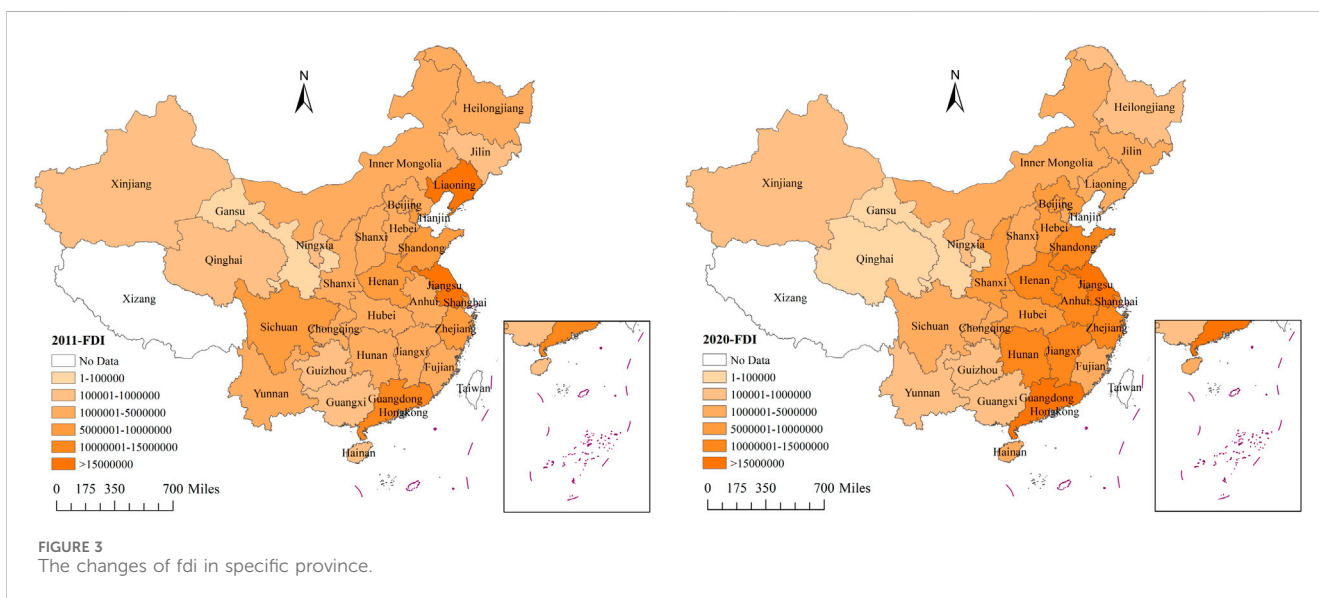 N
Heilongjiang
Jilin
Inner Mongolia
Liaoning
Xinjiang
Gansu
Beijing
Tianjin
Hebei
Ningxia
Shanxi
Shandong
Qinghai
Shanxi
Henan
Jiangsu
Xizang
Anhui
Shanghai
Hubei
Sichuan
Chongqing
Zhejiang
Hunan
Jiangxi
Guizhou
Fujian
Yunnan
Guangxi
Guangdong
Taiwan
Hongkong
Hainan
2011-FDI
No Data
1-100000
100001-1000000
1000001-5000000
5000001-10000000
10000001-15000000
>15000000
0 175 350 700 Miles
N
Heilongjiang
Jilin
Inner Mongolia
Liaoning
Xinjiang
Gansu
Beijing
Tianjin
Hebei
Ningxia
Shanxi
Shandong
Qinghai
Shanxi
Henan
Jiangsu
Xizang
Anhui
Shanghai
Hubei
Sichuan
Chongqing
Zhejiang
Hunan
Jiangxi
Guizhou
Fujian
Yunnan
Guangxi
Guangdong
Taiwan
Hongkong
Hainan
2020-FDI
No Data
1-100000
100001-1000000
1000001-5000000
5000001-10000000
10000001-15000000
>15000000
0 175 350 700 Miles
FIGURE 3
The changes of fdi in specific province.